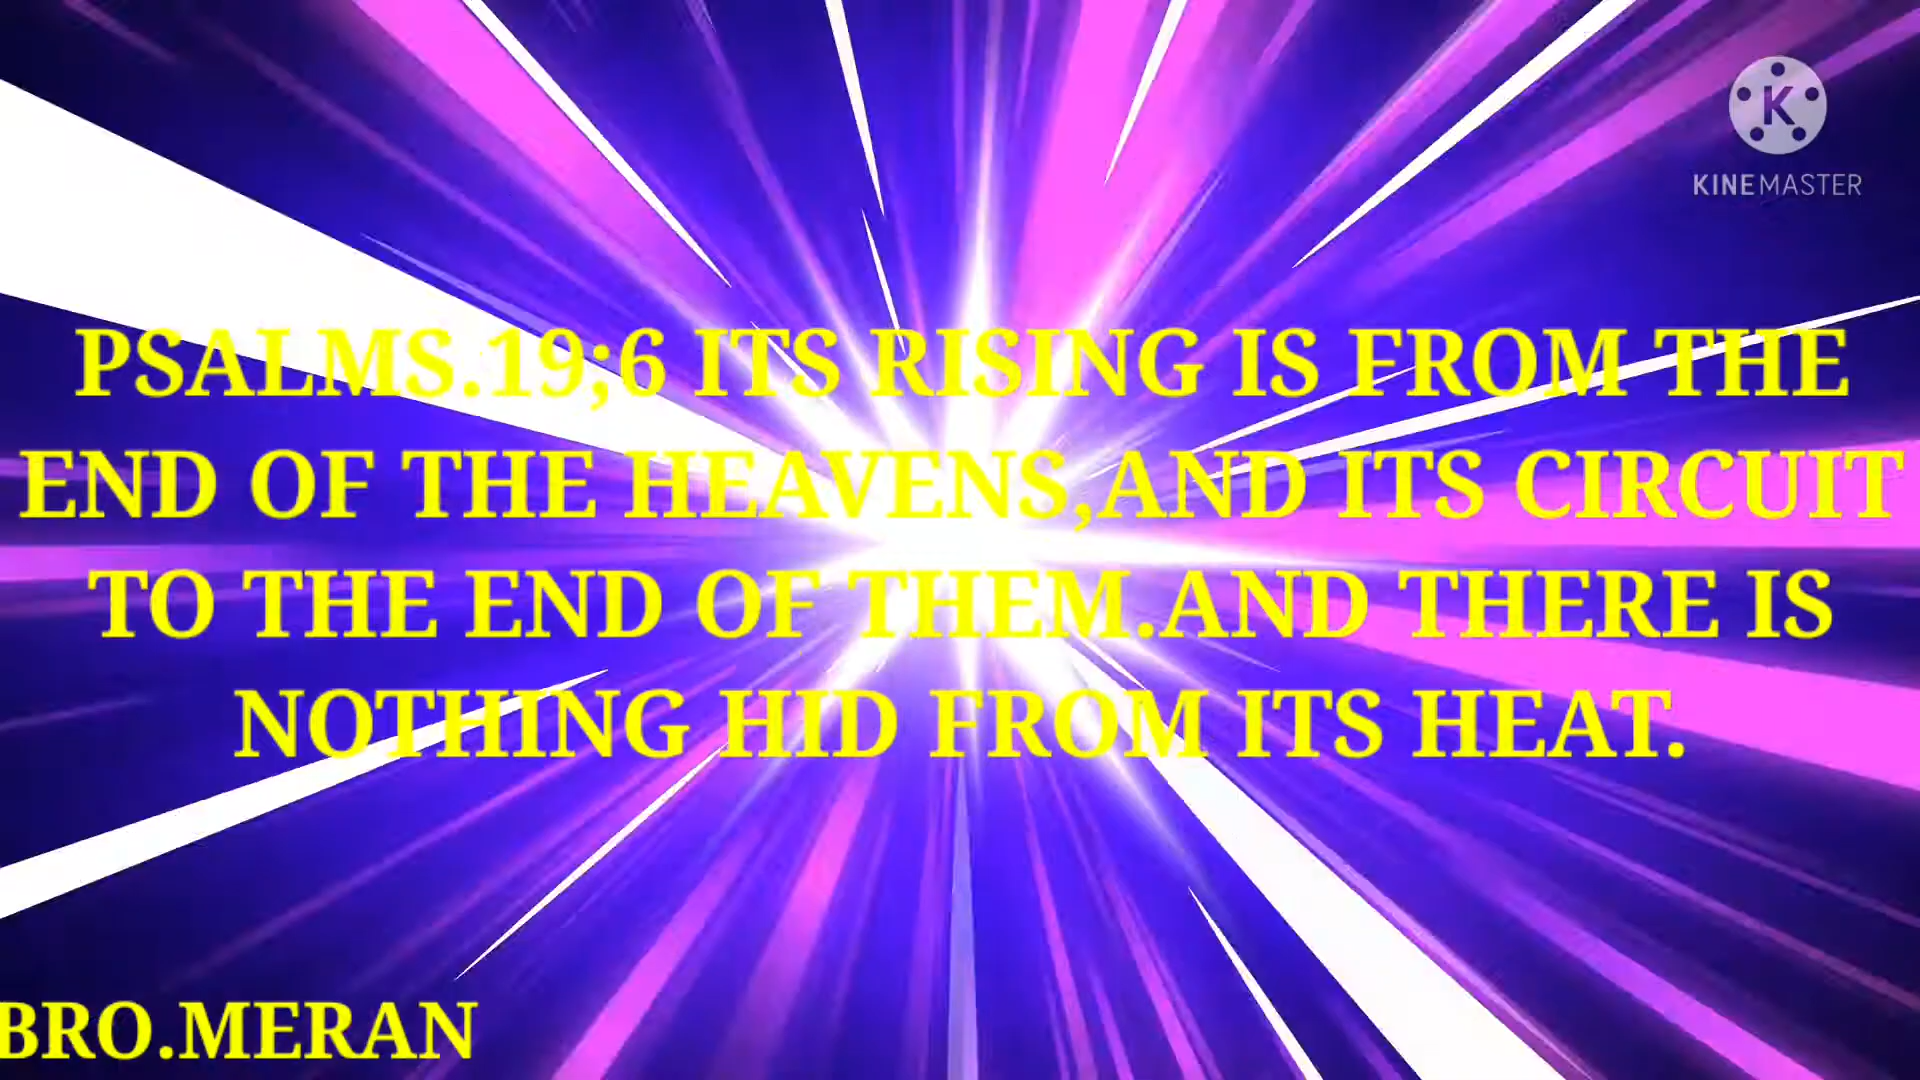 KINEMASTER
PSALMS.19;6 ITS RISING IS FROM THE
END OF THE HEAVENS,AND ITS CIRCUIT
TO THE END OF THEM.AND THERE IS
NOTHING HID FROM ITS HEAT.
BRO.MERAN